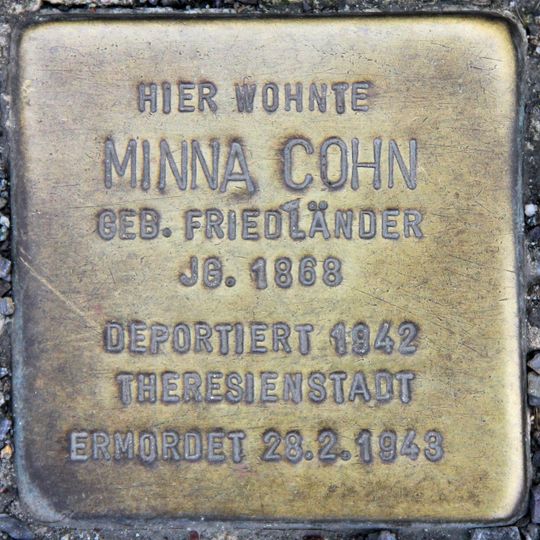 HIER WOHNTE
MINNA COHN
GEB. FRIEDLÄNDER
JG. 1868
DEPORTIERT 1942
THERESIENSTADT
ERMORDET 28.2.1943